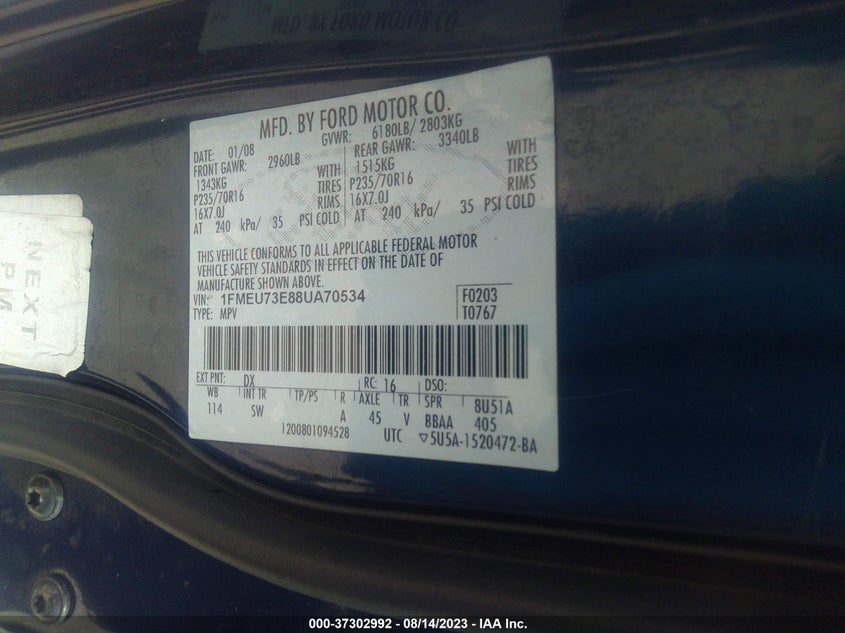 MFD. BY FORD MOTOR CO.
DATE: 01/08 GVWR: 6180LB/ 2803KG
FRONT GAWR: 2960LB REAR GAWR: 3340LB
1343KG WITH 1515KG WITH
P235/70R16 TIRES P235/70R16 TIRES
16X7.0J RIMS 16X7.0J RIMS
AT 240 kPa/ 35 PSI COLD AT 240 kPa/ 35 PSI COLD
THIS VEHICLE CONFORMS TO ALL APPLICABLE FEDERAL MOTOR
VEHICLE SAFETY STANDARDS IN EFFECT ON THE DATE OF
MANUFACTURE SHOWN ABOVE.
VIN: 1FMEU73E88UA70534 F0203
TYPE: MPV T0767
EXT PNT: DX RC: 16 DSO:
WB INT TR TP/PS R AXLE TR SPR 8U51A
114 SW A 45 V BBAA 405
1200801094528 UTC ▽5U5A-1520472-BA
NEXT
PM
000-37302992 - 08/14/2023 - IAA Inc.